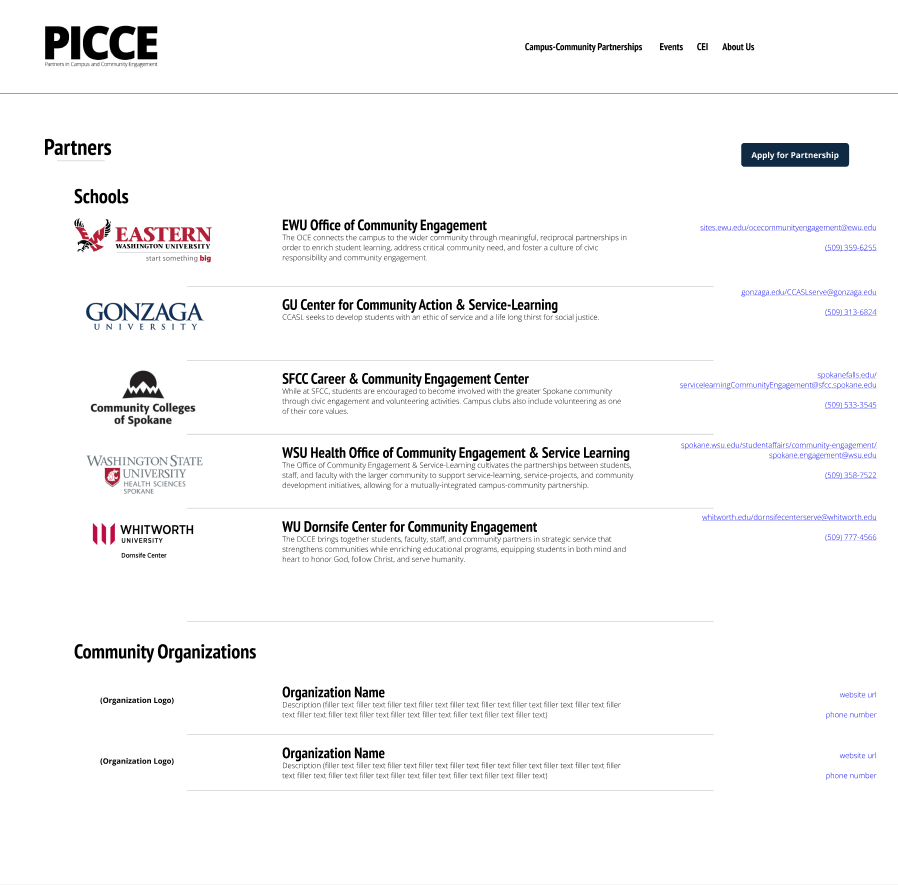 PICCE
Partners in Campus and Community Engagement
Campus-Community Partnerships Events CEI About Us
Partners
Apply for Partnership
Schools
EASTERN
WASHINGTON UNIVERSITY
start something big
EWU Office of Community Engagement
The OCE connects the campus to the wider community through meaningful, reciprocal partnerships in
order to enrich student learning, address critical community need, and foster a culture of civic
responsibility and community engagement.
sites.ewu.edu/ocecommunityengagement@ewu.edu
(509) 359-6255
GONZAGA
UNIVERSITY
GU Center for Community Action & Service-Learning
CCASL seeks to develop students with an ethic of service and a life long thirst for social justice.
gonzaga.edu/CCASLserve@gonzaga.edu
(509) 313-6824
Community Colleges
of Spokane
SFCC Career & Community Engagement Center
While at SFCC, students are encouraged to become involved with the greater Spokane community
through civic engagement and volunteering activities. Campus clubs also include volunteering as one
of their core values.
spokanefalls.edu/
servicelearningCommunityEngagement@sfcc.spokane.edu
(509) 533-3545
WASHINGTON STATE
UNIVERSITY
HEALTH SCIENCES
SPOKANE
WSU Health Office of Community Engagement & Service Learning
The Office of Community Engagement & Service-Learning cultivates the partnerships between students,
staff, and faculty with the larger community to support service-learning, service-projects, and community
development initiatives, allowing for a mutually-integrated campus-community partnership.
spokane.wsu.edu/studentaffairs/community-engagement/
spokane.engagement@wsu.edu
(509) 358-7522
WHITWORTH
UNIVERSITY
Dornsife Center
WU Dornsife Center for Community Engagement
The DCCE brings together students, faculty, staff, and community partners in strategic service that
strengthens communities while enriching educational programs, equipping students in both mind and
heart to honor God, follow Christ, and serve humanity.
whitworth.edu/dornsifecenterserve@whitworth.edu
(509) 777-4566
Community Organizations
(Organization Logo)
Organization Name
Description (filler text filler text filler text filler text filler text filler text filler text filler text filler text filler
text filler text filler text filler text filler text filler text filler text filler text filler text filler text)
website url
phone number
(Organization Logo)
Organization Name
Description (filler text filler text filler text filler text filler text filler text filler text filler text filler text filler
text filler text filler text filler text filler text filler text filler text filler text filler text filler text)
website url
phone number